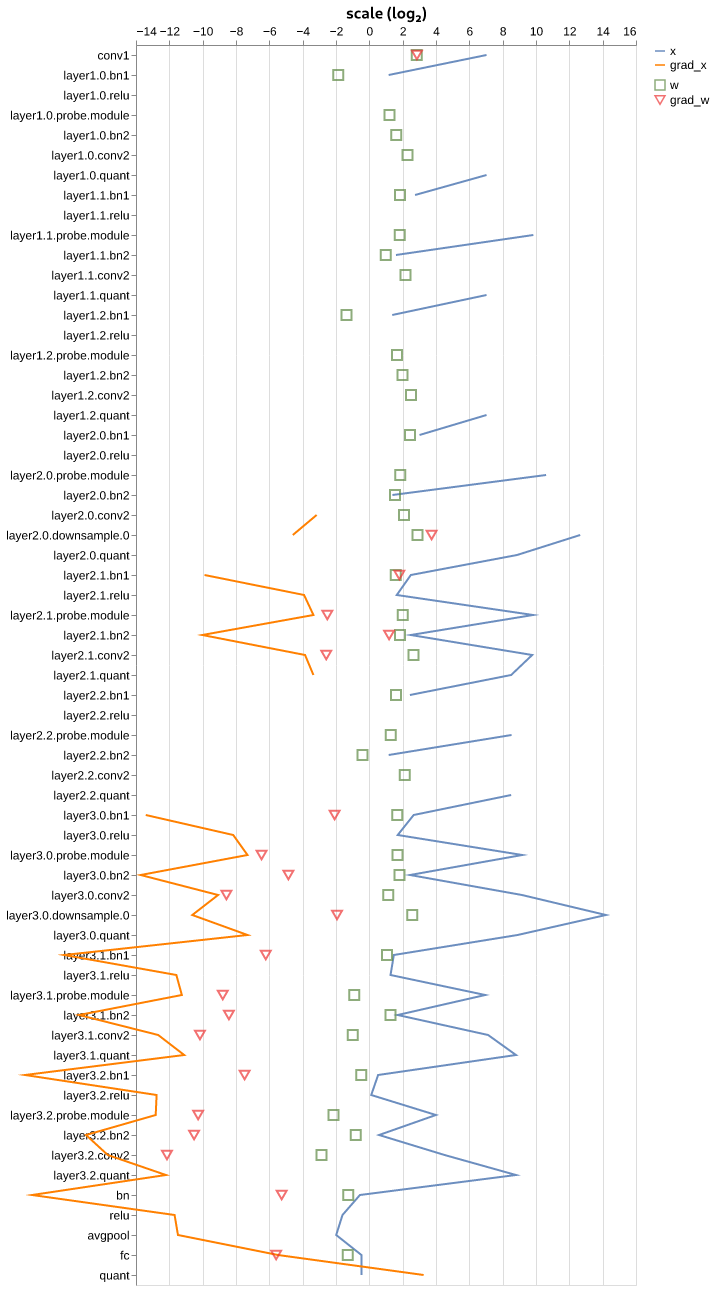 scale (log₂)
−14 −12 −10 −8 −6 −4 −2 0 2 4 6 8 10 12 14 16
x
grad_x
w
grad_w
conv1
layer1.0.bn1
layer1.0.relu
layer1.0.probe.module
layer1.0.bn2
layer1.0.conv2
layer1.0.quant
layer1.1.bn1
layer1.1.relu
layer1.1.probe.module
layer1.1.bn2
layer1.1.conv2
layer1.1.quant
layer1.2.bn1
layer1.2.relu
layer1.2.probe.module
layer1.2.bn2
layer1.2.conv2
layer1.2.quant
layer2.0.bn1
layer2.0.relu
layer2.0.probe.module
layer2.0.bn2
layer2.0.conv2
layer2.0.downsample.0
layer2.0.quant
layer2.1.bn1
layer2.1.relu
layer2.1.probe.module
layer2.1.bn2
layer2.1.conv2
layer2.1.quant
layer2.2.bn1
layer2.2.relu
layer2.2.probe.module
layer2.2.bn2
layer2.2.conv2
layer2.2.quant
layer3.0.bn1
layer3.0.relu
layer3.0.probe.module
layer3.0.bn2
layer3.0.conv2
layer3.0.downsample.0
layer3.0.quant
layer3.1.bn1
layer3.1.relu
layer3.1.probe.module
layer3.1.bn2
layer3.1.conv2
layer3.1.quant
layer3.2.bn1
layer3.2.relu
layer3.2.probe.module
layer3.2.bn2
layer3.2.conv2
layer3.2.quant
bn
relu
avgpool
fc
quant